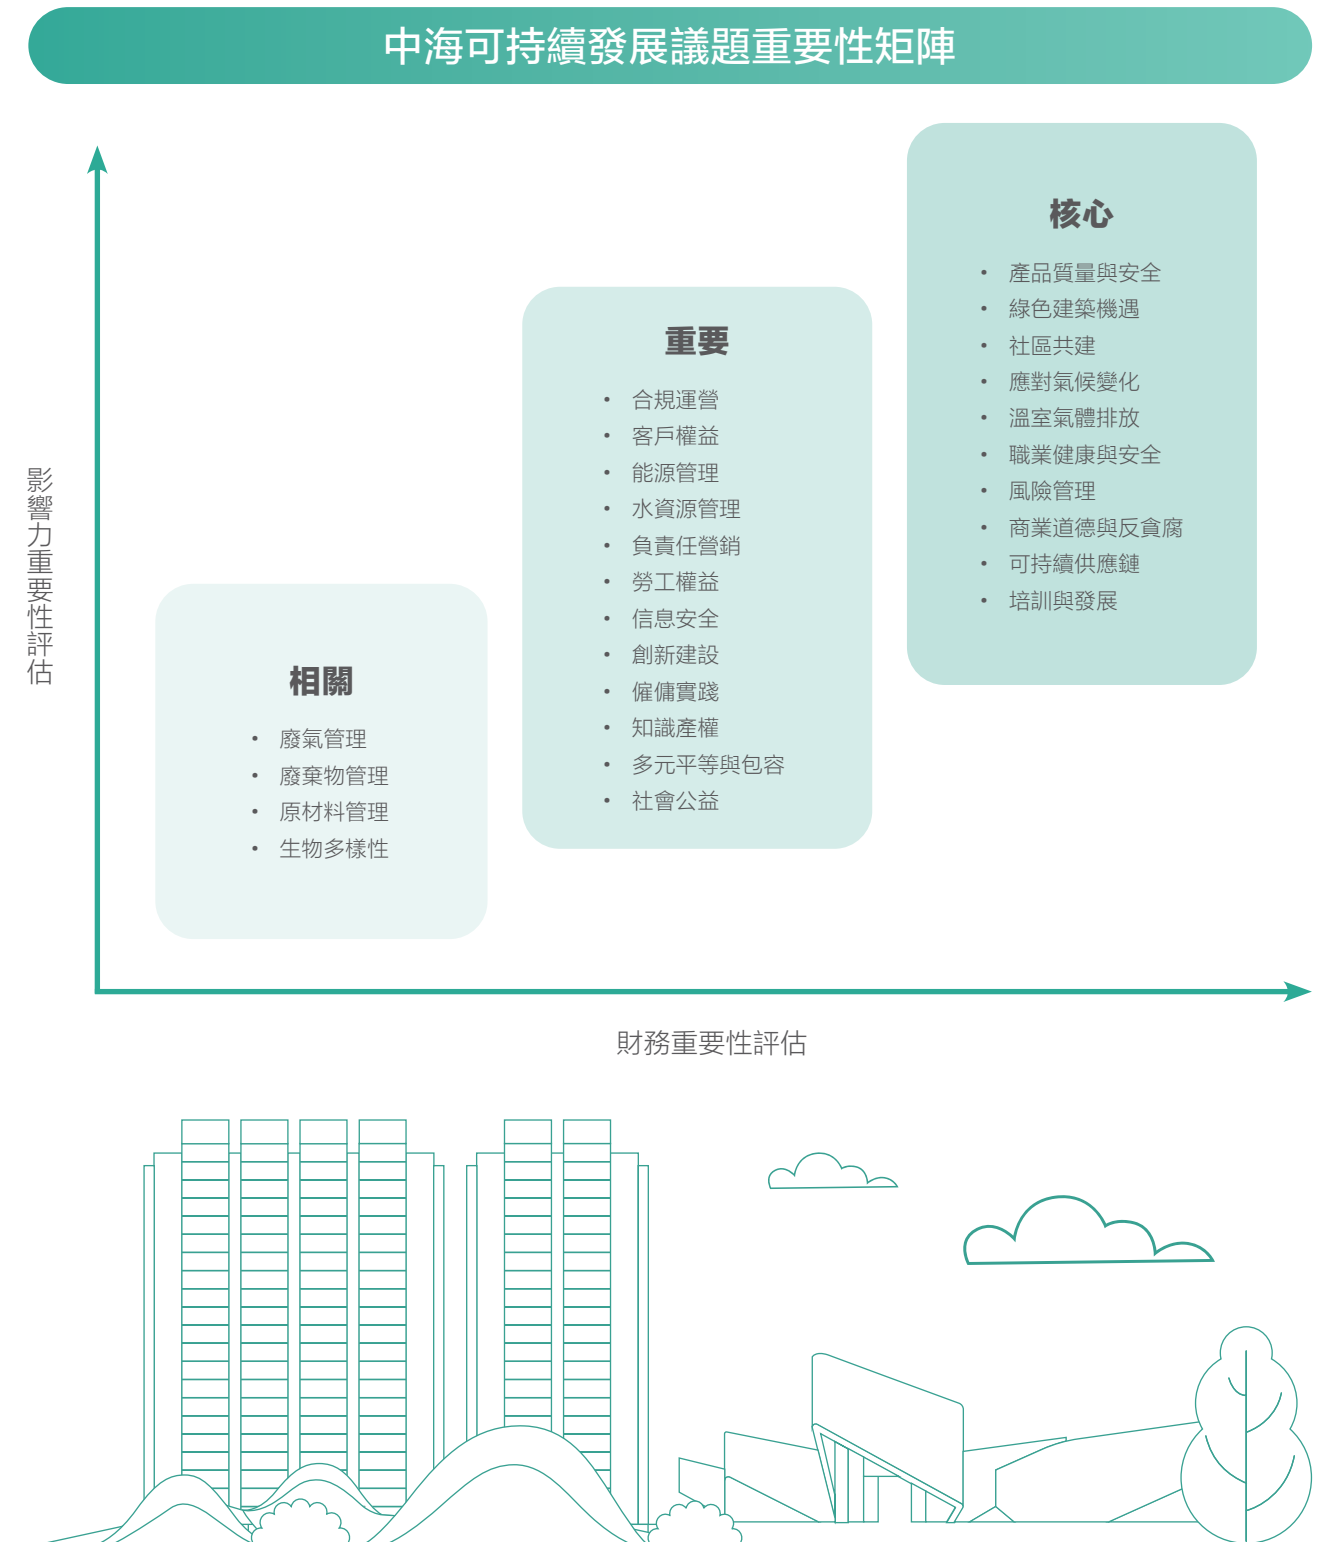 中海可持續發展議題重要性矩陣
影響力重要性評估
相關
• 廢氣管理
• 廢棄物管理
• 原材料管理
• 生物多樣性
重要
• 合規運營
• 客戶權益
• 能源管理
• 水資源管理
• 負責任營銷
• 勞工權益
• 信息安全
• 創新建設
• 僱傭實踐
• 知識產權
• 多元平等與包容
• 社會公益
核心
• 產品質量與安全
• 綠色建築機遇
• 社區共建
• 應對氣候變化
• 溫室氣體排放
• 職業健康與安全
• 風險管理
• 商業道德與反貪腐
• 可持續供應鏈
• 培訓與發展
財務重要性評估